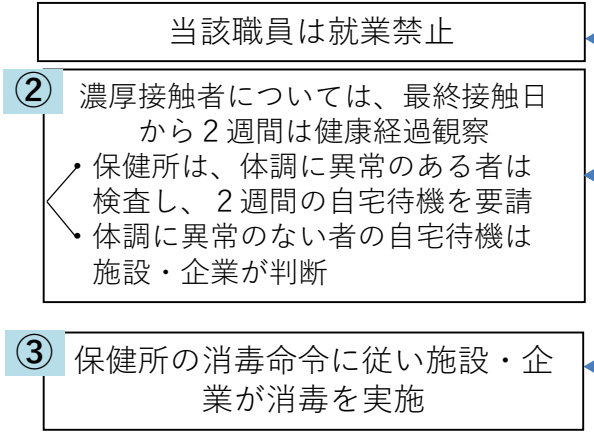 当該職員は就業禁止
②
濃厚接触者については、最終接触日
から２週間は健康経過観察
・保健所は、体調に異常のある者は
検査し、２週間の自宅待機を要請
・体調に異常のない者の自宅待機は
施設・企業が判断
③
保健所の消毒命令に従い施設・企
業が消毒を実施